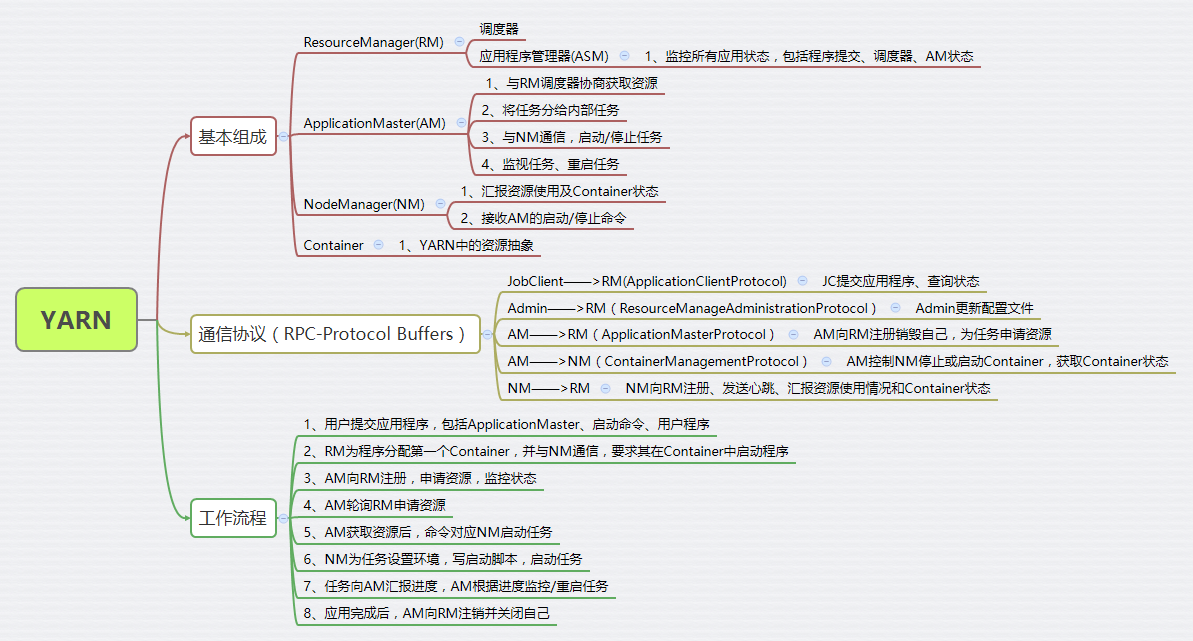 YARN
基本组成
ResourceManager(RM)
调度器
应用程序管理器(ASM)
1、监控所有应用状态，包括程序提交、调度器、AM状态
ApplicationMaster(AM)
1、与RM调度器协商获取资源
2、将任务分给内部任务
3、与NM通信，启动/停止任务
4、监视任务、重启任务
NodeManager(NM)
1、汇报资源使用及Container状态
2、接收AM的启动/停止命令
Container
1、YARN中的资源抽象
通信协议（RPC-Protocol Buffers）
JobClient——>RM(ApplicationClientProtocol)
JC提交应用程序、查询状态
Admin——>RM（ResourceManageAdministrationProtocol）
Admin更新配置文件
AM——>RM（ApplicationMasterProtocol）
AM向RM注册销毁自己，为任务申请资源
AM——>NM（ContainerManagementProtocol）
AM控制NM停止或启动Container，获取Container状态
NM——>RM
NM向RM注册、发送心跳、汇报资源使用情况和Container状态
工作流程
1、用户提交应用程序，包括ApplicationMaster、启动命令、用户程序
2、RM为程序分配第一个Container，并与NM通信，要求其在Container中启动程序
3、AM向RM注册，申请资源，监控状态
4、AM轮询RM申请资源
5、AM获取资源后，命令对应NM启动任务
6、NM为任务设置环境，写启动脚本，启动任务
7、任务向AM汇报进度，AM根据进度监控/重启任务
8、应用完成后，AM向RM注销并关闭自己